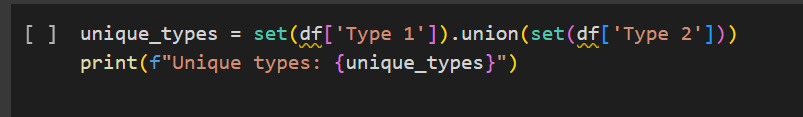 [ ] unique_types = set(df['Type 1']).union(set(df['Type 2']))
print(f"Unique types: {unique_types}")